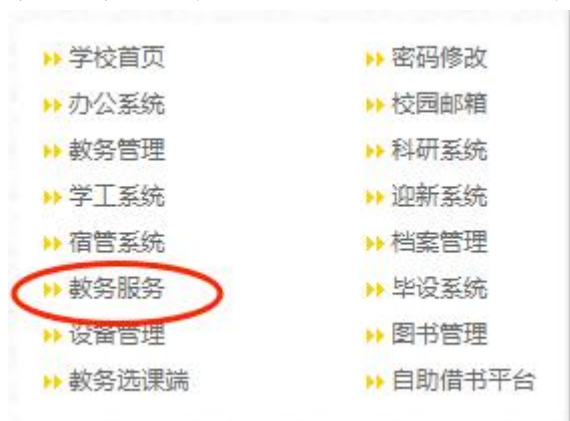 学校首页 密码修改
办公系统 校园邮箱
教务管理 科研系统
学工系统 迎新系统
宿管系统 档案管理
教务服务 毕设系统
设备管理 图书管理
教务选课端 自助借书平台